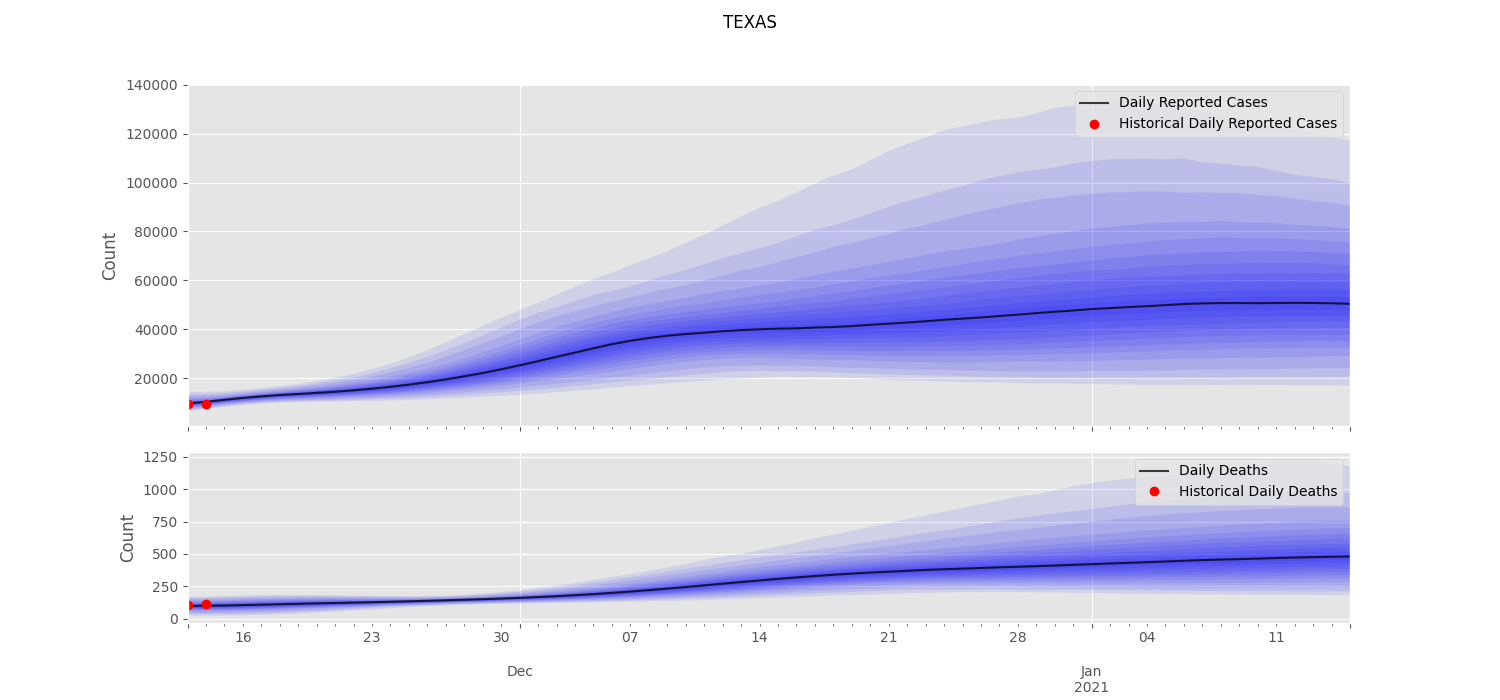 TEXAS
140000
120000
100000
80000
60000
40000
20000
Count
Daily Reported Cases
Historical Daily Reported Cases
1250
1000
750
500
250
0
Count
Daily Deaths
Historical Daily Deaths
16 23 30 07 14 21 28 04 11
Dec Jan
2021